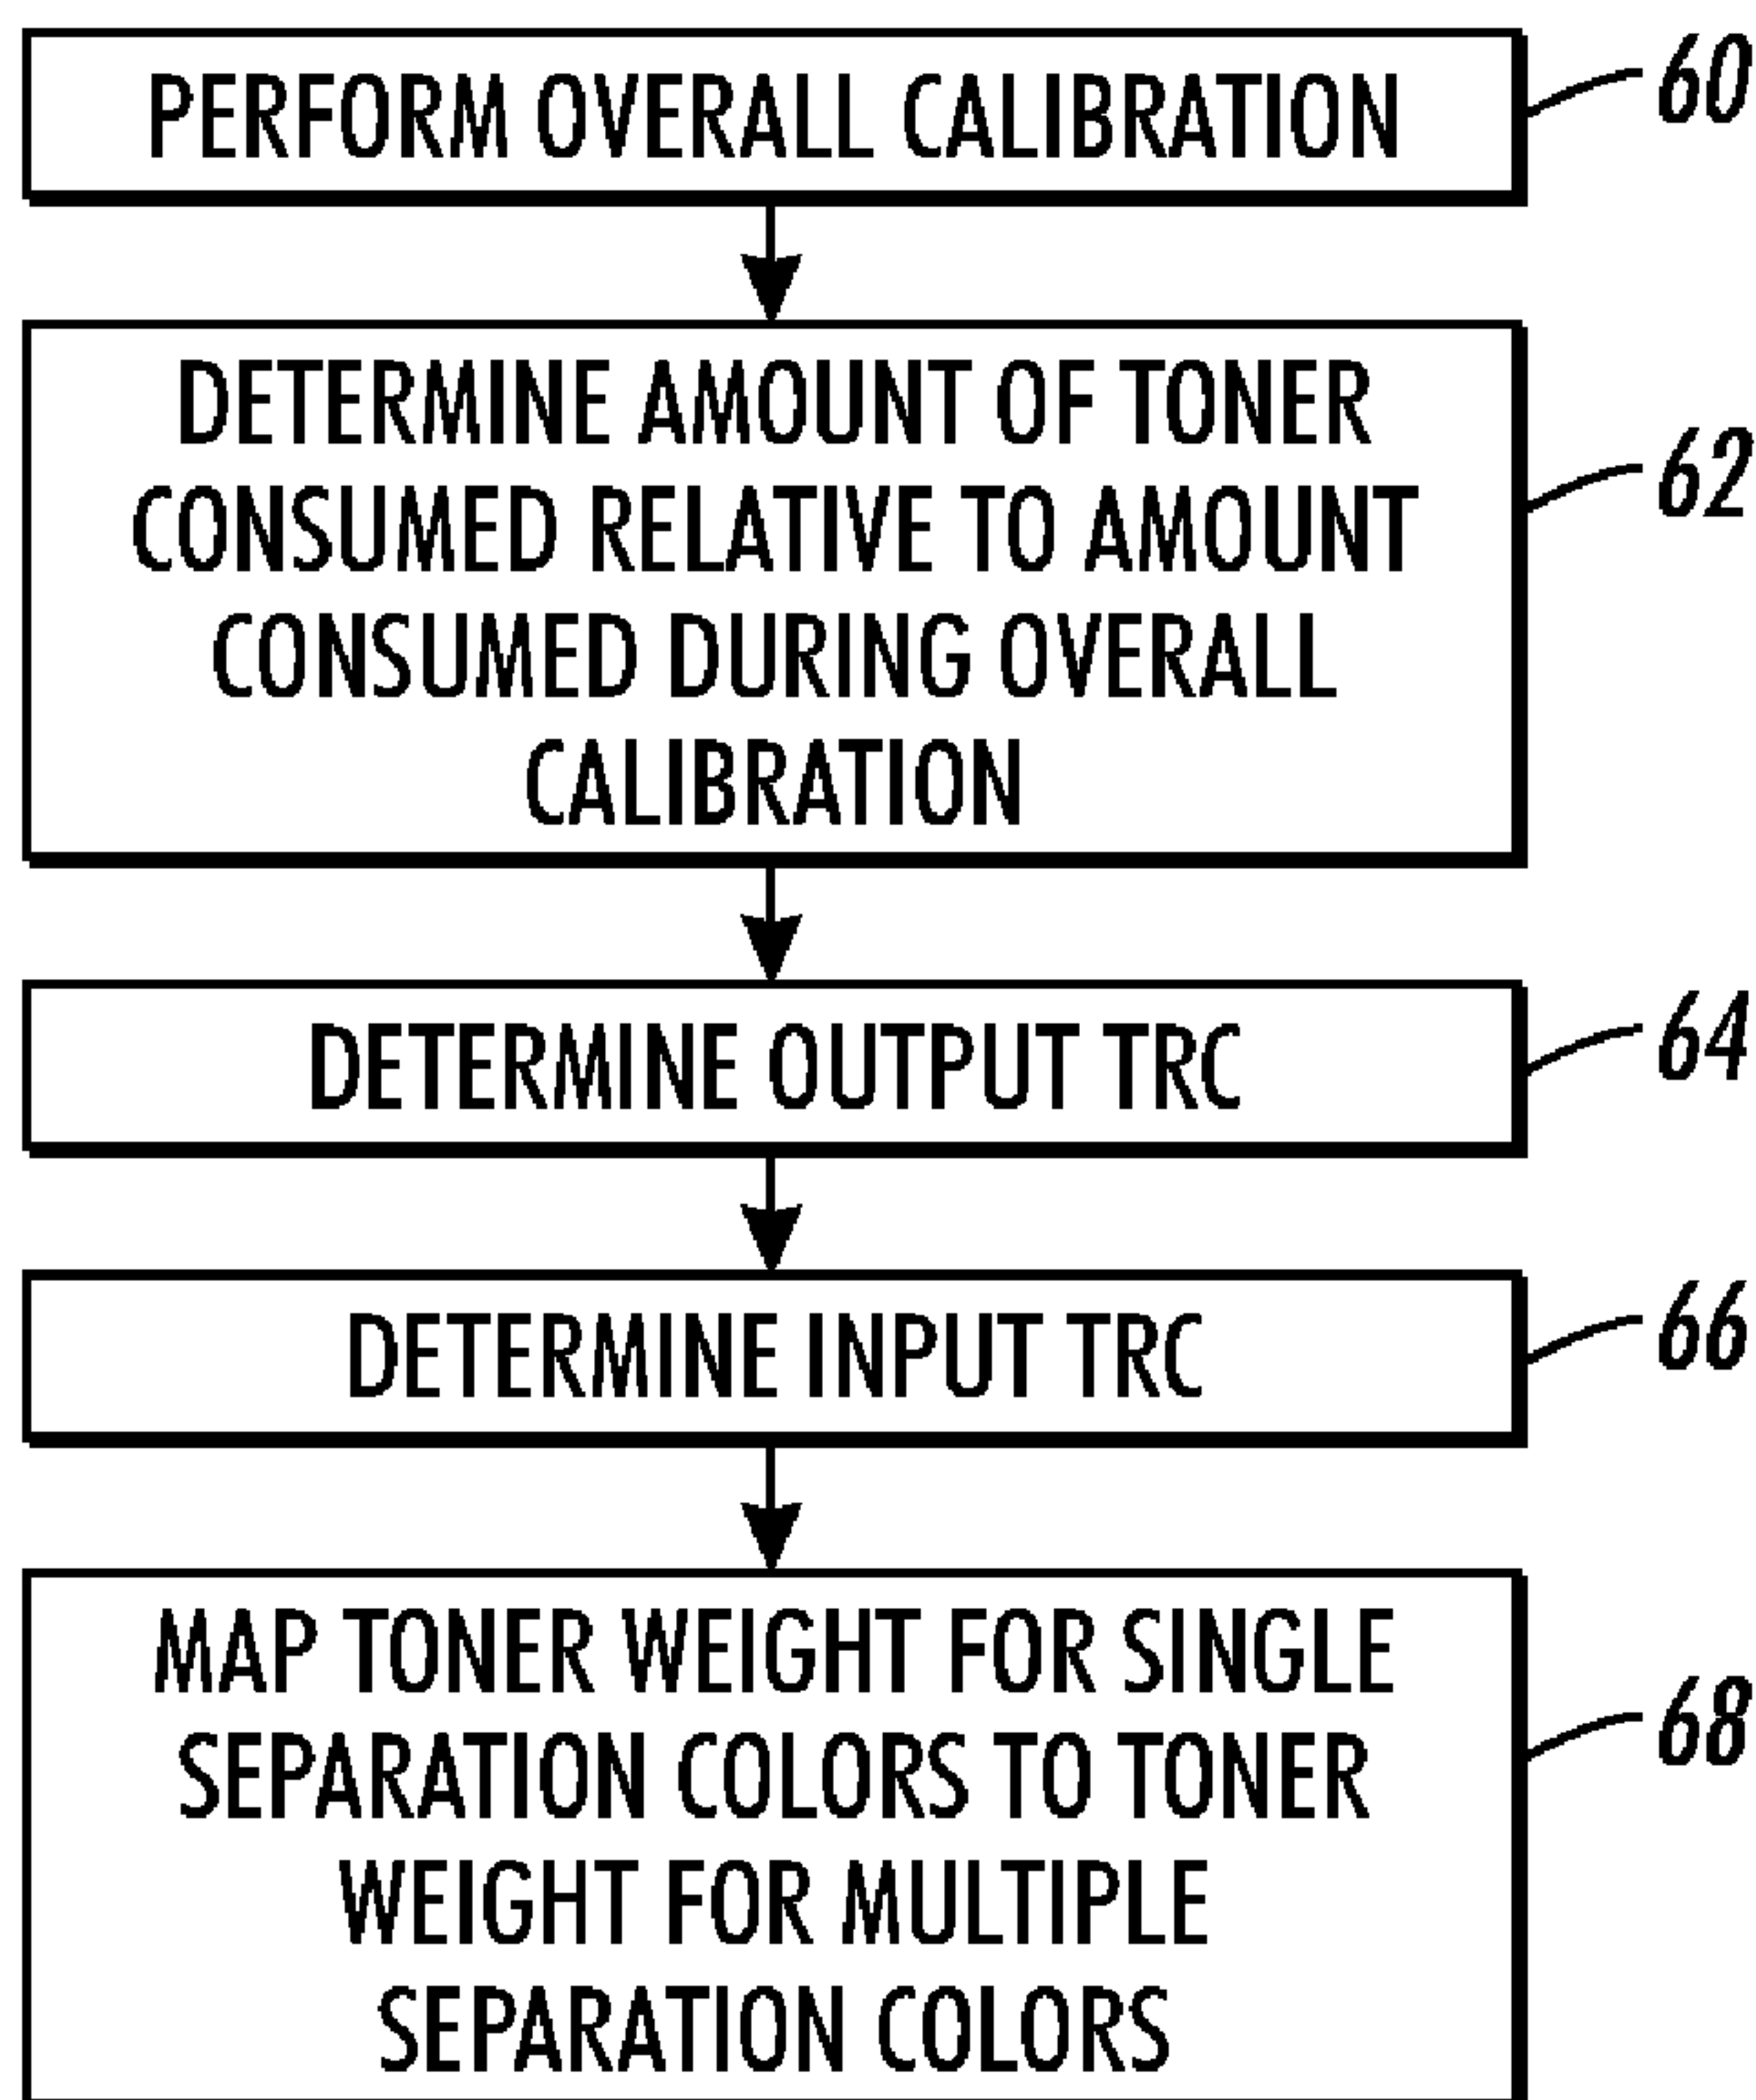 PERFORM OVERALL CALIBRATION
60
DETERMINE AMOUNT OF TONER
CONSUMED RELATIVE TO AMOUNT
CONSUMED DURING OVERALL
CALIBRATION
62
DETERMINE OUTPUT TRC
64
DETERMINE INPUT TRC
66
MAP TONER WEIGHT FOR SINGLE
SEPARATION COLORS TO TONER
WEIGHT FOR MULTIPLE
SEPARATION COLORS
68